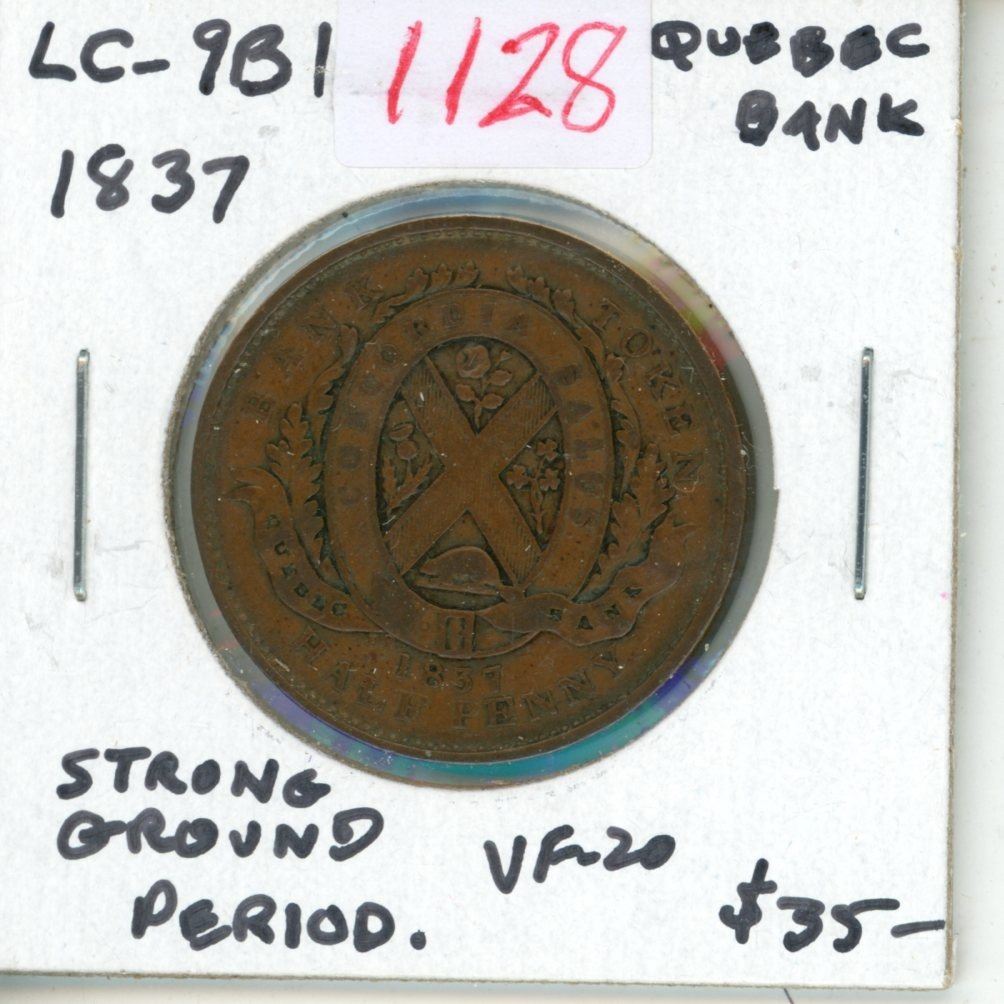 LC-9B1
1128
QUEBEC
BANK
1837
BANK TOKEN
CONCORDIA SALUS
QUEBEC BANK
1837
HALF PENNY
STRONG
GROUND
PERIOD.
VF-20
$35-